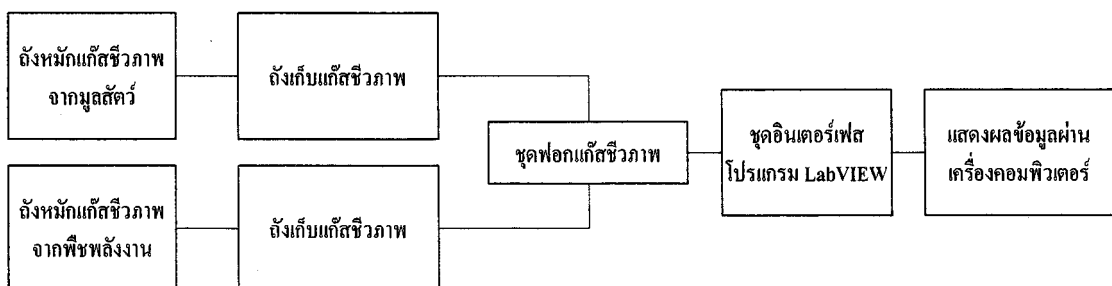 ถังหมักแก๊สชีวภาพ
จากมูลสัตว์
ถังเก็บแก๊สชีวภาพ
ถังหมักแก๊สชีวภาพ
จากพืชพลังงาน
ถังเก็บแก๊สชีวภาพ
ชุดฟอกแก๊สชีวภาพ
ชุดอินเตอร์เฟส
โปรแกรม LabVIEW
แสดงผลข้อมูลผ่าน
เครื่องคอมพิวเตอร์